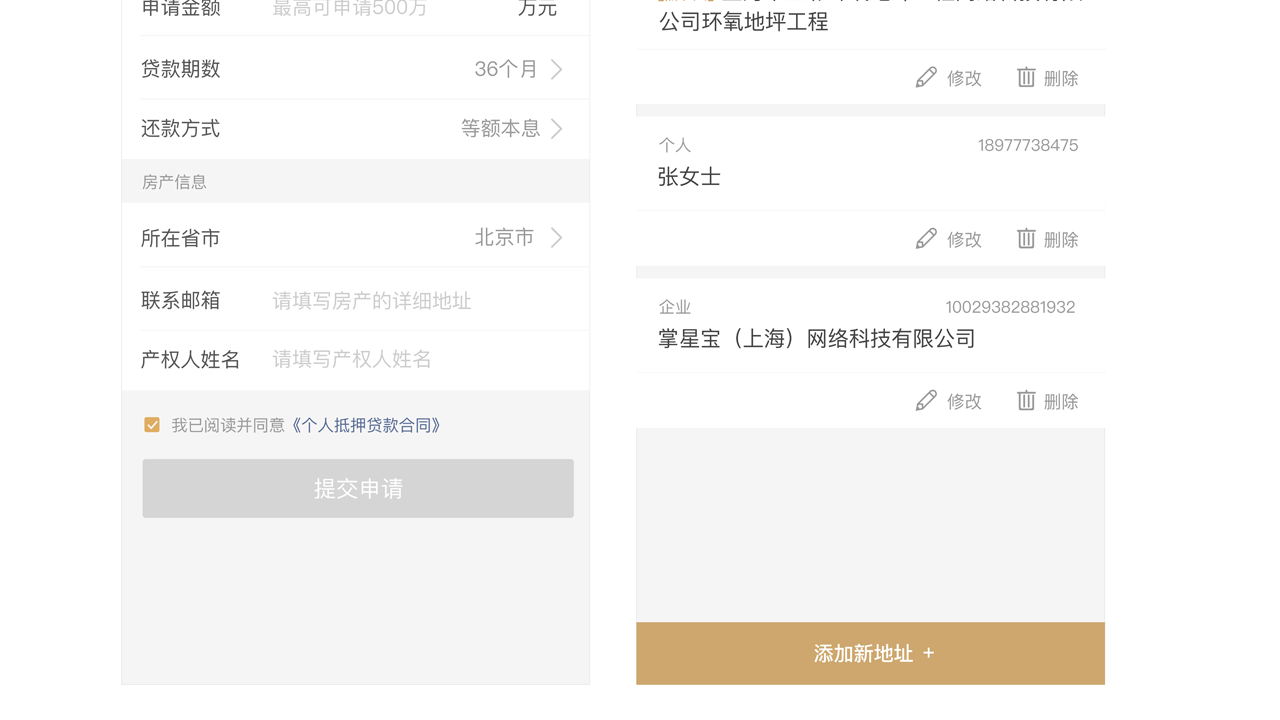 申请金额 最高可申请500万 万元
贷款期数 36个月
还款方式 等额本息
房产信息
所在省市 北京市
联系邮箱 请填写房产的详细地址
产权人姓名 请填写产权人姓名
我已阅读并同意《个人抵押贷款合同》
提交申请
公司环氧地坪工程
修改 删除
个人 18977738475
张女士
修改 删除
企业 10029382881932
掌星宝（上海）网络科技有限公司
修改 删除
添加新地址 +